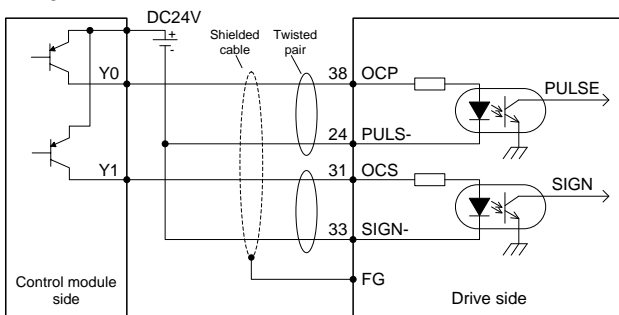 DC24V
+
-
Shielded
cable
Twisted
pair
Y0
38
OCP
PULSE
24
PULS-
Y1
31
OCS
SIGN
33
SIGN-
FG
Control module
side
Drive side